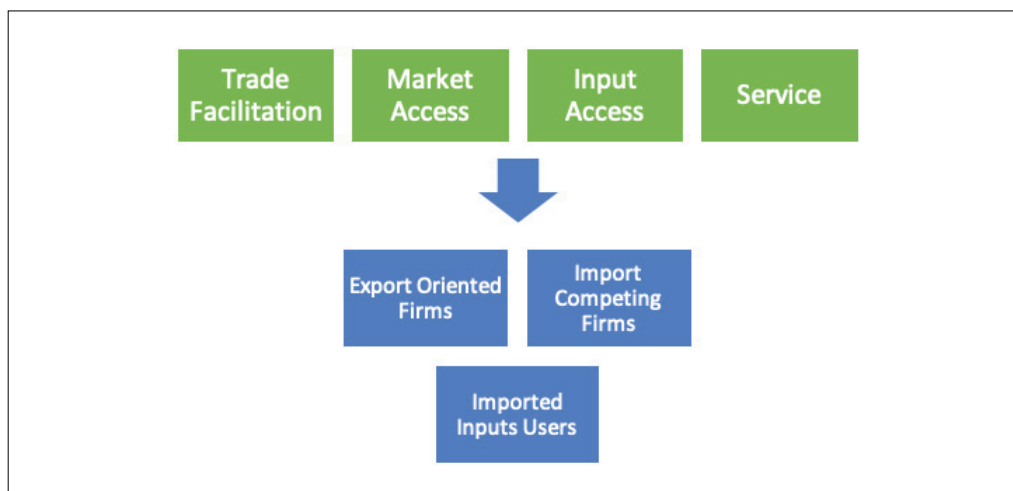 Trade
Facilitation
Market
Access
Input
Access
Service
Export Oriented
Firms
Import
Competing
Firms
Imported
Inputs Users